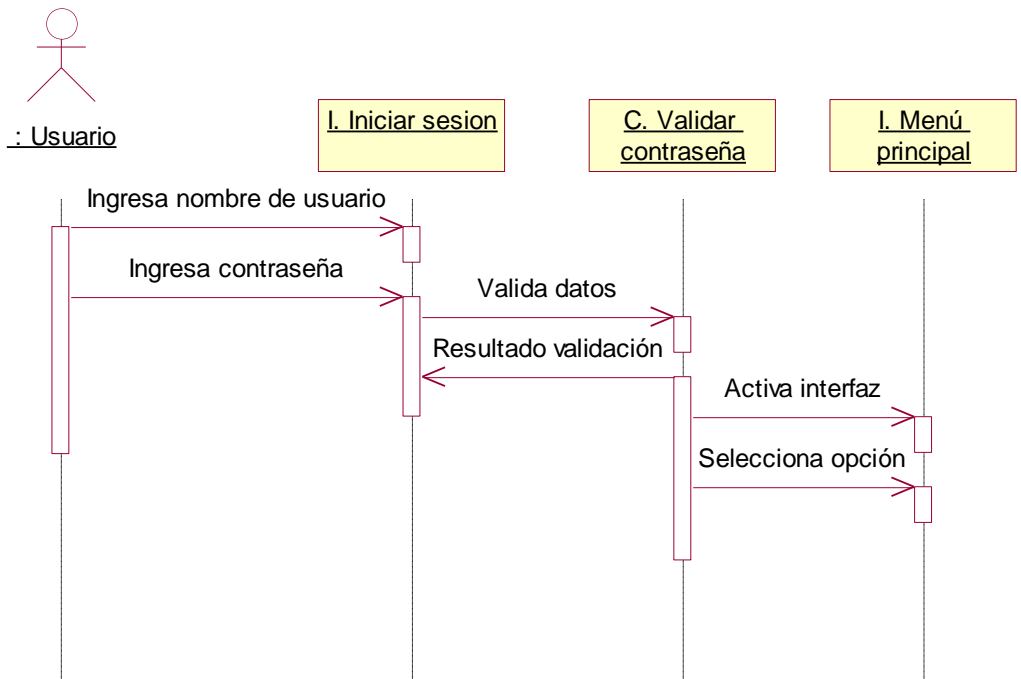 : Usuario
I. Iniciar sesion
C. Validar
contraseña
I. Menú
principal
Ingresa nombre de usuario
Ingresa contraseña
Valida datos
Resultado validación
Activa interfaz
Selecciona opción